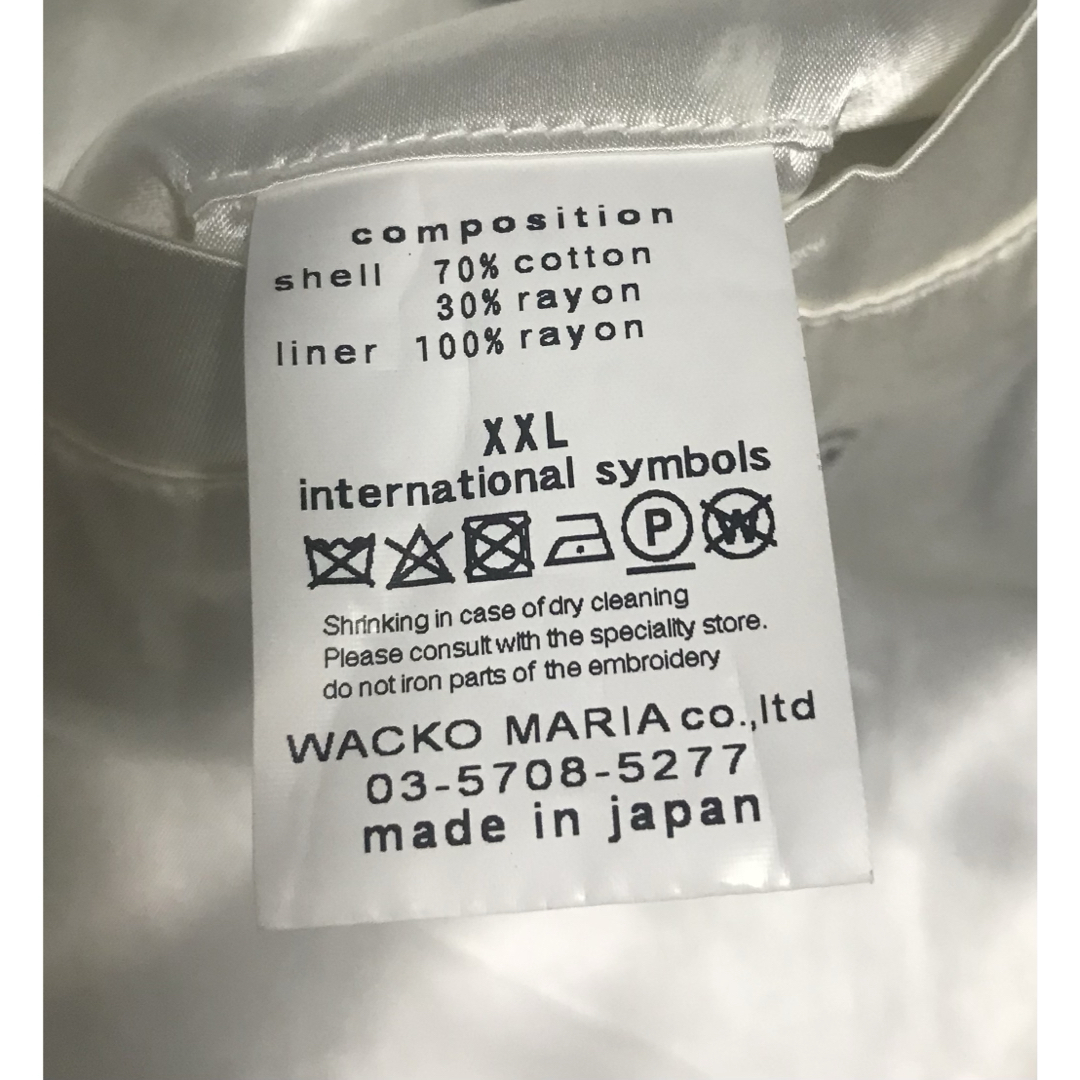 composition
shell 70% cotton
30% rayon
liner 100% rayon
XXL
international symbols
P W
Shrinking in case of dry cleaning
Please consult with the speciality store.
do not iron parts of the embroidery
WACKO MARIA co.,ltd
03-5708-5277
made in japan